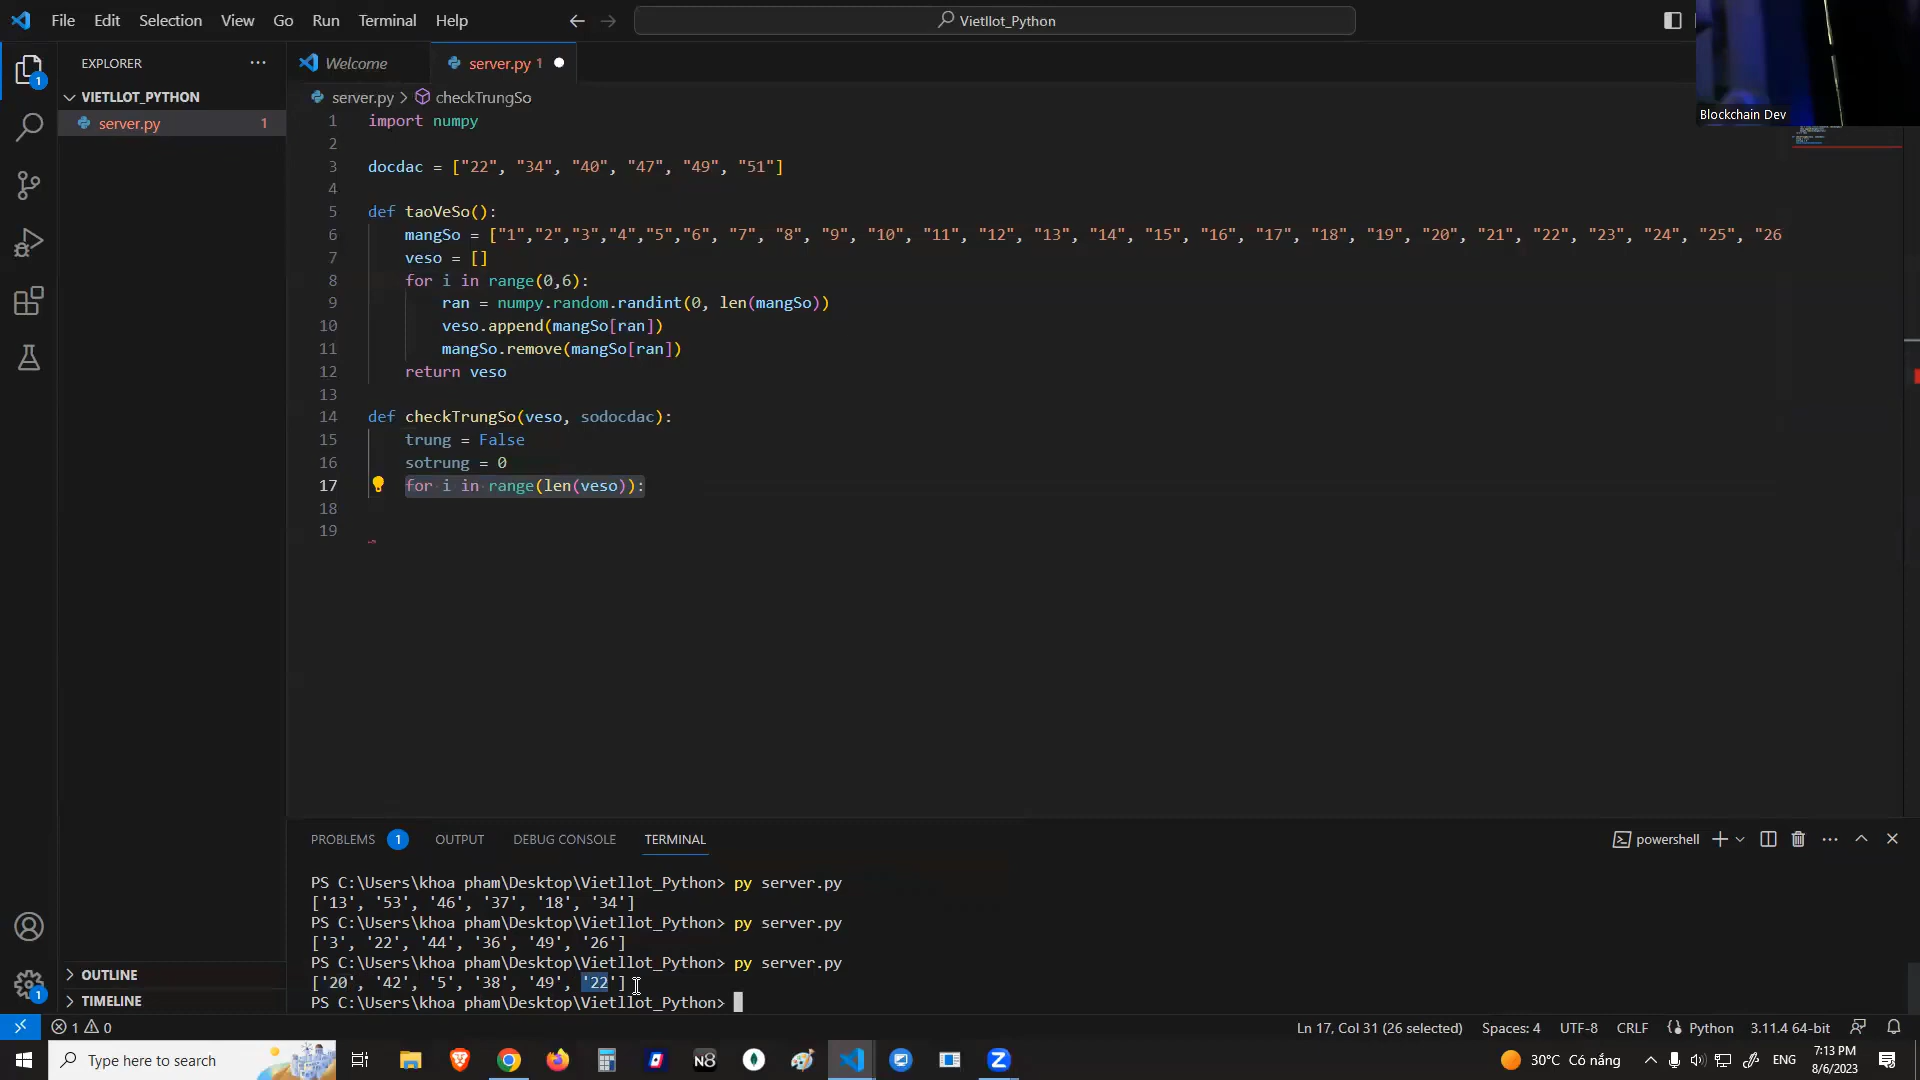 File Edit Selection View Go Run Terminal Help
Vietllot_Python
Blockchain Dev
EXPLORER ···
VIETLLOT_PYTHON
server.py 1
Welcome
server.py 1
server.py > checkTrungSo
1 import numpy
2
3 docdac = ["22", "34", "40", "47", "49", "51"]
4
5 def taoVeSo():
6 mangSo = ["1","2","3","4","5","6", "7", "8", "9", "10", "11", "12", "13", "14", "15", "16", "17", "18", "19", "20", "21", "22", "23", "24", "25", "26
7 veso = []
8 for i in range(0,6):
9 ran = numpy.random.randint(0, len(mangSo))
10 veso.append(mangSo[ran])
11 mangSo.remove(mangSo[ran])
12 return veso
13
14 def checkTrungSo(veso, sodocdac):
15 trung = False
16 sotrung = 0
17 for i in range(len(veso)):
18
19
PROBLEMS 1 OUTPUT DEBUG CONSOLE TERMINAL
powershell
PS C:\Users\khoa pham\Desktop\Vietllot_Python> py server.py
['13', '53', '46', '37', '18', '34']
PS C:\Users\khoa pham\Desktop\Vietllot_Python> py server.py
['3', '22', '44', '36', '49', '26']
PS C:\Users\khoa pham\Desktop\Vietllot_Python> py server.py
['20', '42', '5', '38', '49', '22']
PS C:\Users\khoa pham\Desktop\Vietllot_Python>
OUTLINE
TIMELINE
1
1
1 0
Ln 17, Col 31 (26 selected) Spaces: 4 UTF-8 CRLF Python 3.11.4 64-bit
Type here to search
N8
30°C Có nắng
ENG
7:13 PM
8/6/2023